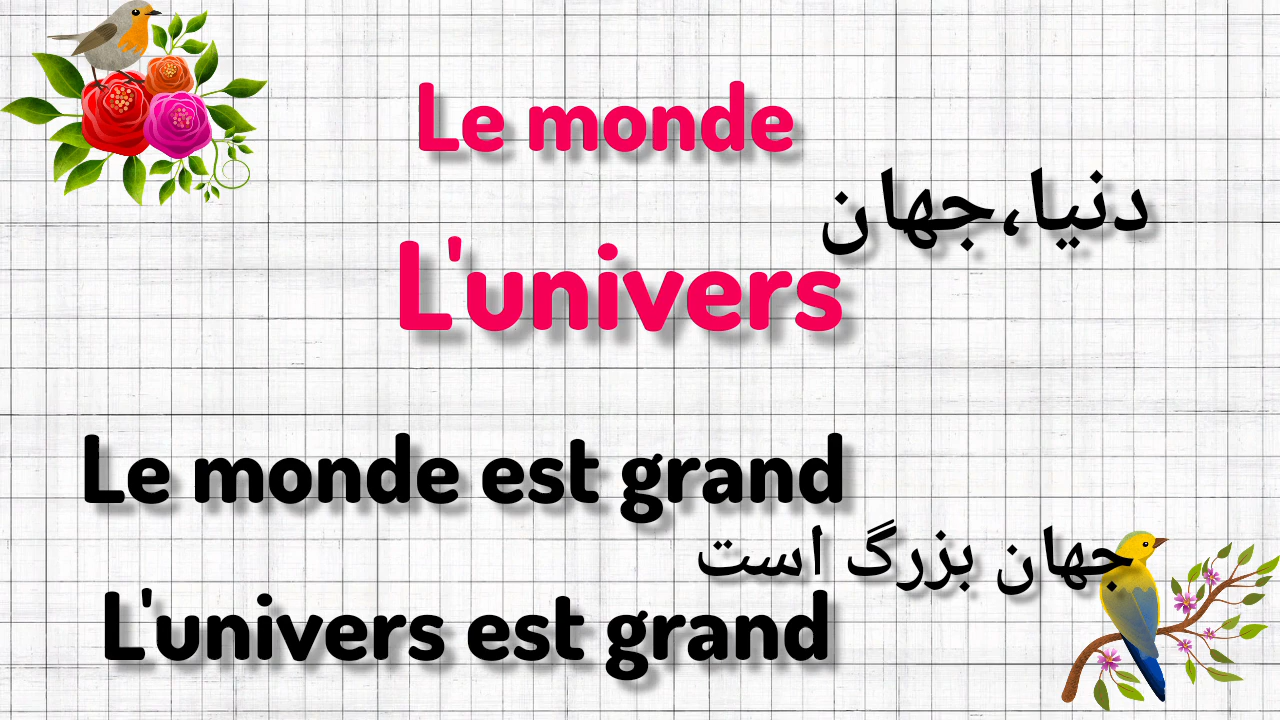 Le monde
دنیا،جهان
L'univers
Le monde est grand
جهان بزرگ است
L'univers est grand